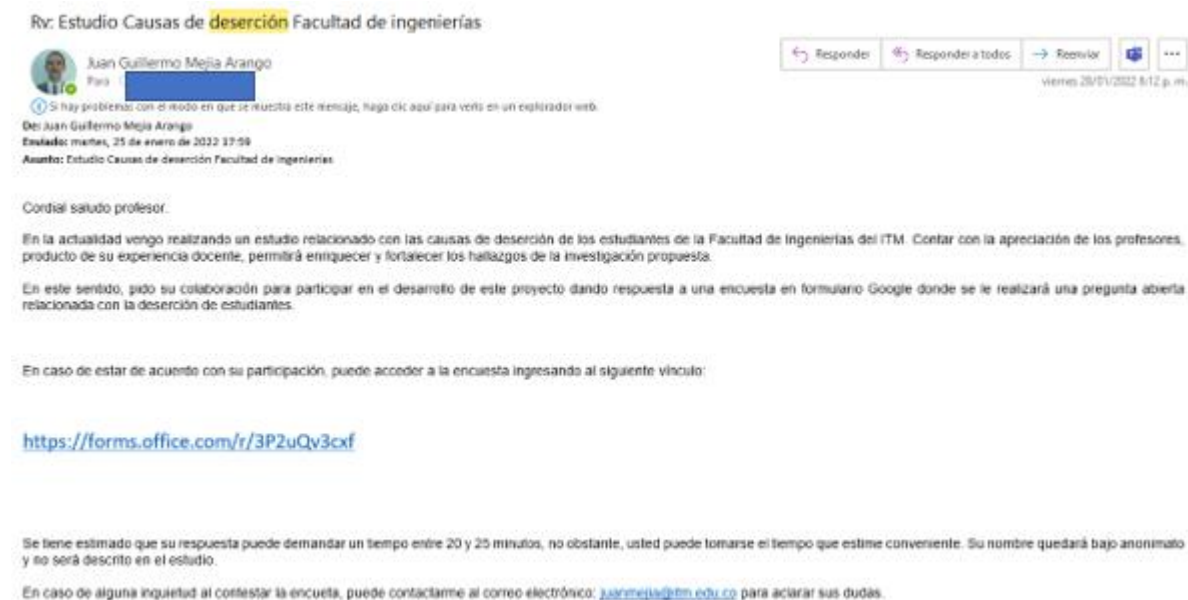 Rv: Estudio Causas de deserción Facultad de ingenierías
Juan Guillermo Mejia Arango
Para
Responder
Responder a todos
Reenviar
viernes 28/01/2022 8:12 p. m.
Si hay problemas con el modo en que se muestra este mensaje, haga clic aquí para verlo en un explorador web.
De: Juan Guillermo Mejia Arango
Enviado: martes, 25 de enero de 2022 17:59
Asunto: Estudio Causas de deserción Facultad de ingenierías
Cordial saludo profesor.
En la actualidad vengo realizando un estudio relacionado con las causas de deserción de los estudiantes de la Facultad de Ingenierías del ITM. Contar con la apreciación de los profesores,
producto de su experiencia docente, permitirá enriquecer y fortalecer los hallazgos de la investigación propuesta.
En este sentido, pido su colaboración para participar en el desarrollo de este proyecto dando respuesta a una encuesta en formulario Google donde se le realizará una pregunta abierta
relacionada con la deserción de estudiantes.
En caso de estar de acuerdo con su participación, puede acceder a la encuesta ingresando al siguiente vínculo:
https://forms.office.com/r/3P2uQv3cxf
Se tiene estimado que su respuesta puede demandar un tiempo entre 20 y 25 minutos, no obstante, usted puede tomarse el tiempo que estime conveniente. Su nombre quedará bajo anonimato
y no será descrito en el estudio.
En caso de alguna inquietud al contestar la encueta, puede contactarme al correo electrónico: juanmejia@itm.edu.co para aclarar sus dudas.